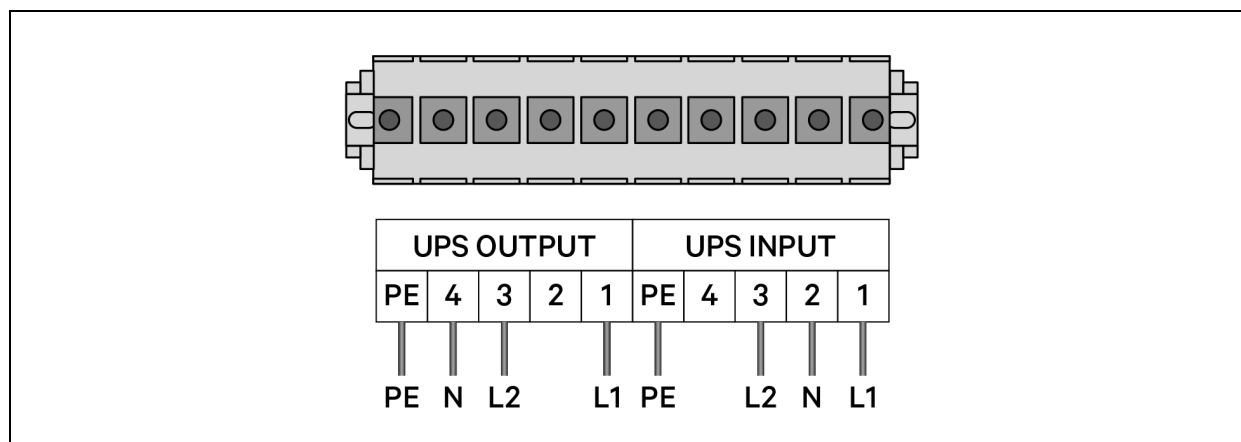 UPS OUTPUT UPS INPUT
PE 4 3 2 1 PE 4 3 2 1
PE N L2 L1 PE L2 N L1